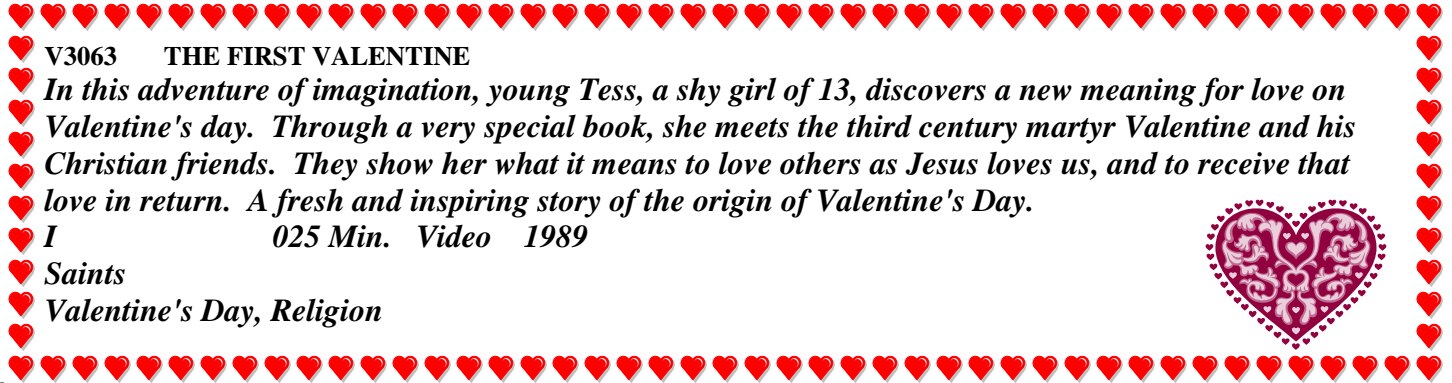 V3063 THE FIRST VALENTINE
In this adventure of imagination, young Tess, a shy girl of 13, discovers a new meaning for love on
Valentine's day. Through a very special book, she meets the third century martyr Valentine and his
Christian friends. They show her what it means to love others as Jesus loves us, and to receive that
love in return. A fresh and inspiring story of the origin of Valentine's Day.
I 025 Min. Video 1989
Saints
Valentine's Day, Religion